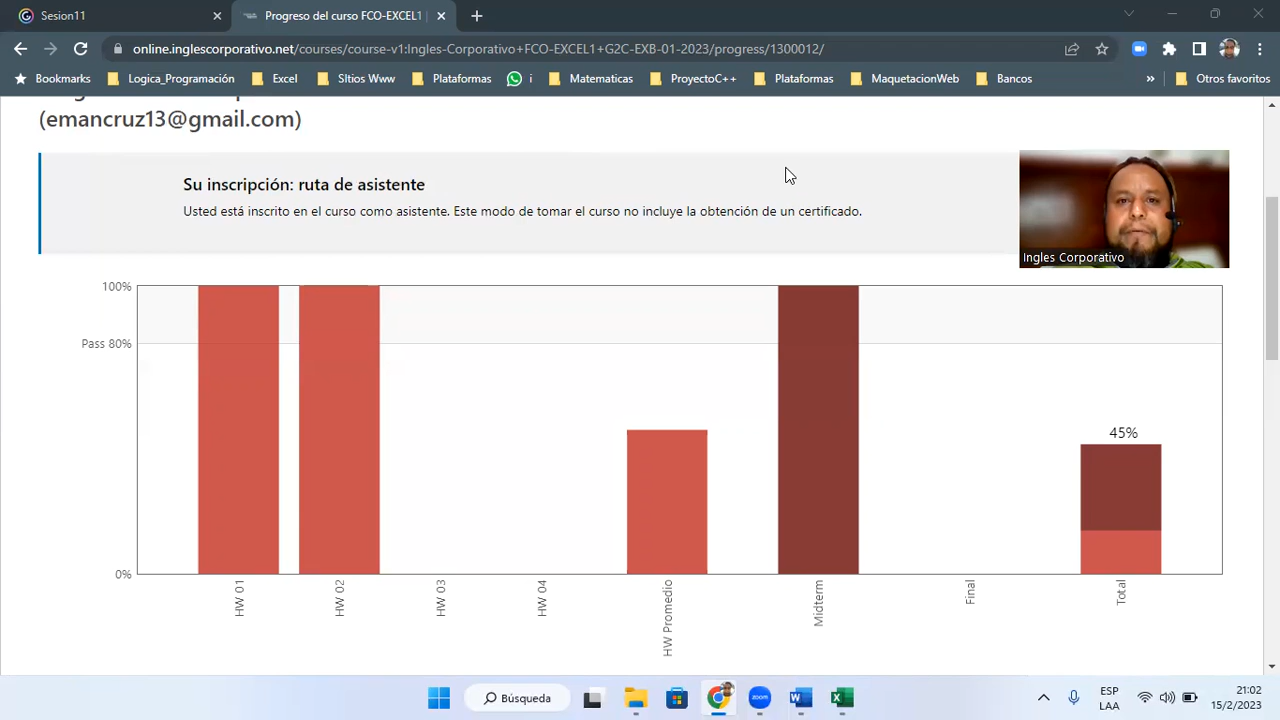 Sesion11
Progreso del curso FCO-EXCEL1
online.inglescorporativo.net/courses/course-v1:Ingles-Corporativo+FCO-EXCEL1+G2C-EXB-01-2023/progress/1300012/
Bookmarks
Logica_Programación
Excel
SItios Www
Plataformas
i
Matematicas
ProyectoC++
Plataformas
MaquetacionWeb
Bancos
Otros favoritos
(emancruz13@gmail.com)
Su inscripción: ruta de asistente
Usted está inscrito en el curso como asistente. Este modo de tomar el curso no incluye la obtención de un certificado.
Ingles Corporativo
100%
Pass 80%
45%
0%
HW 01
HW 02
HW 03
HW 04
HW Promedio
Midterm
Final
Total
Búsqueda
zoom
ESP
LAA
21:02
15/2/2023